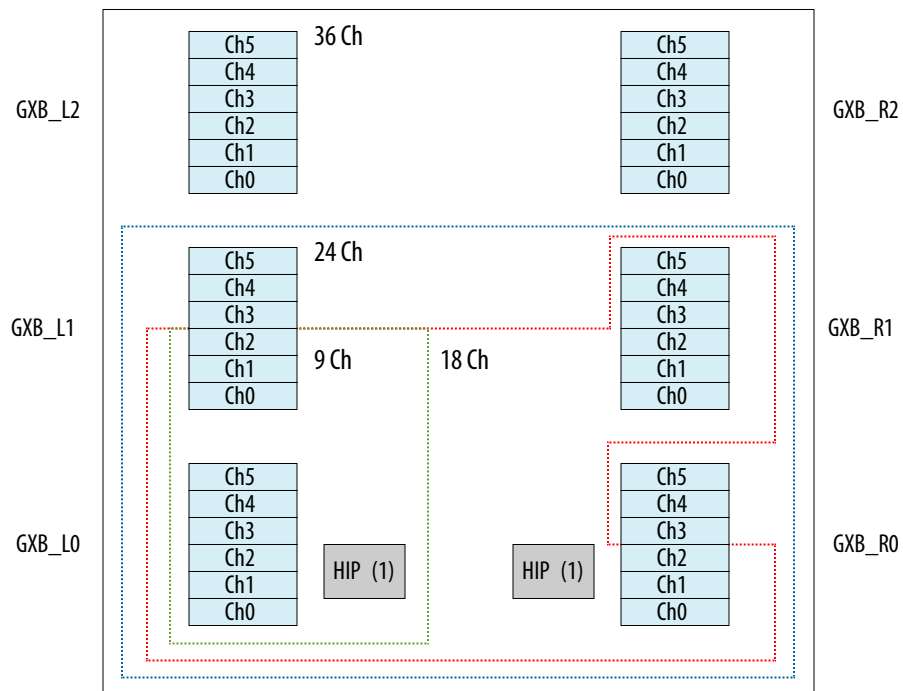 36 Ch
GXB_L2
Ch5
Ch4
Ch3
Ch2
Ch1
Ch0
Ch5
Ch4
Ch3
Ch2
Ch1
Ch0
GXB_R2
24 Ch
GXB_L1
Ch5
Ch4
Ch3
Ch2
Ch1
Ch0
9 Ch
18 Ch
Ch5
Ch4
Ch3
Ch2
Ch1
Ch0
GXB_R1
GXB_L0
Ch5
Ch4
Ch3
Ch2
Ch1
Ch0
HIP (1)
HIP (1)
Ch5
Ch4
Ch3
Ch2
Ch1
Ch0
GXB_R0